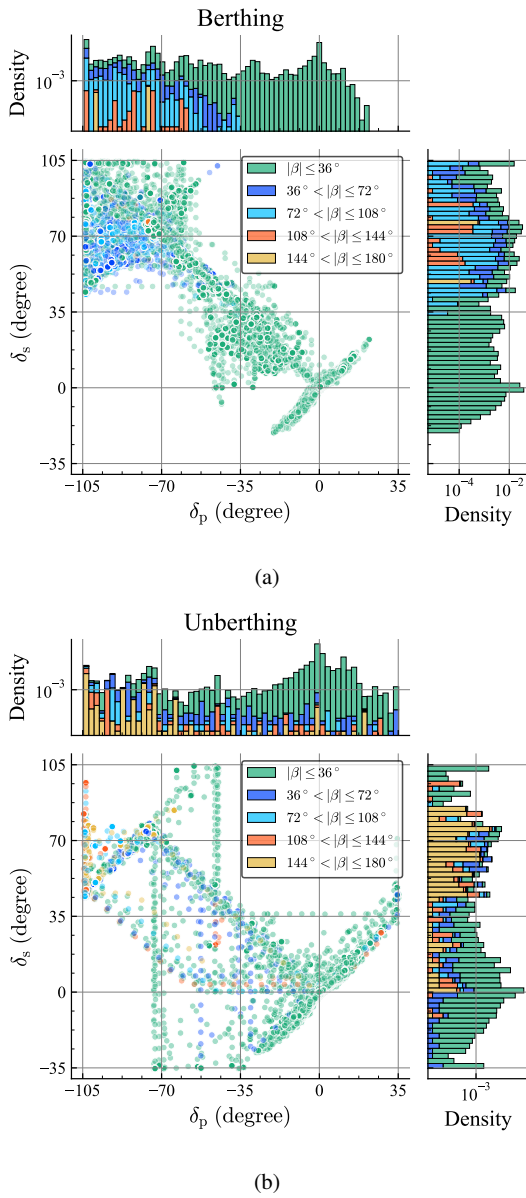 Berthing
Density
10⁻³
105
70
35
0
−35
δₛ (degree)
|β| ≤ 36°
36° < |β| ≤ 72°
72° < |β| ≤ 108°
108° < |β| ≤ 144°
144° < |β| ≤ 180°
−105 −70 0 35
δₚ (degree)
10⁻⁴ 10⁻²
Density
(a)
Unberthing
Density
10⁻³
105
70
35
0
−35
δₛ (degree)
|β| ≤ 36°
36° < |β| ≤ 72°
72° < |β| ≤ 108°
108° < |β| ≤ 144°
144° < |β| ≤ 180°
−105 −70 0 35
δₚ (degree)
10⁻³
Density
(b)